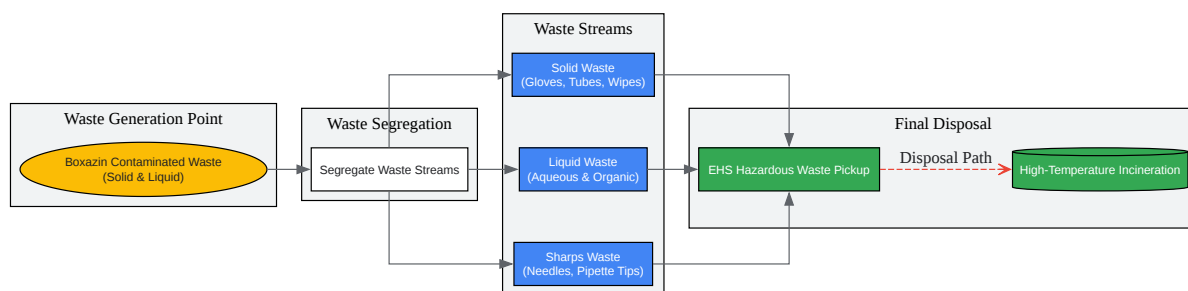 Waste Generation Point
Boxazin Contaminated Waste
(Solid & Liquid)
Waste Segregation
Segregate Waste Streams
Waste Streams
Solid Waste
(Gloves, Tubes, Wipes)
Liquid Waste
(Aqueous & Organic)
Sharps Waste
(Needles, Pipette Tips)
Final Disposal
EHS Hazardous Waste Pickup
Disposal Path
High-Temperature Incineration